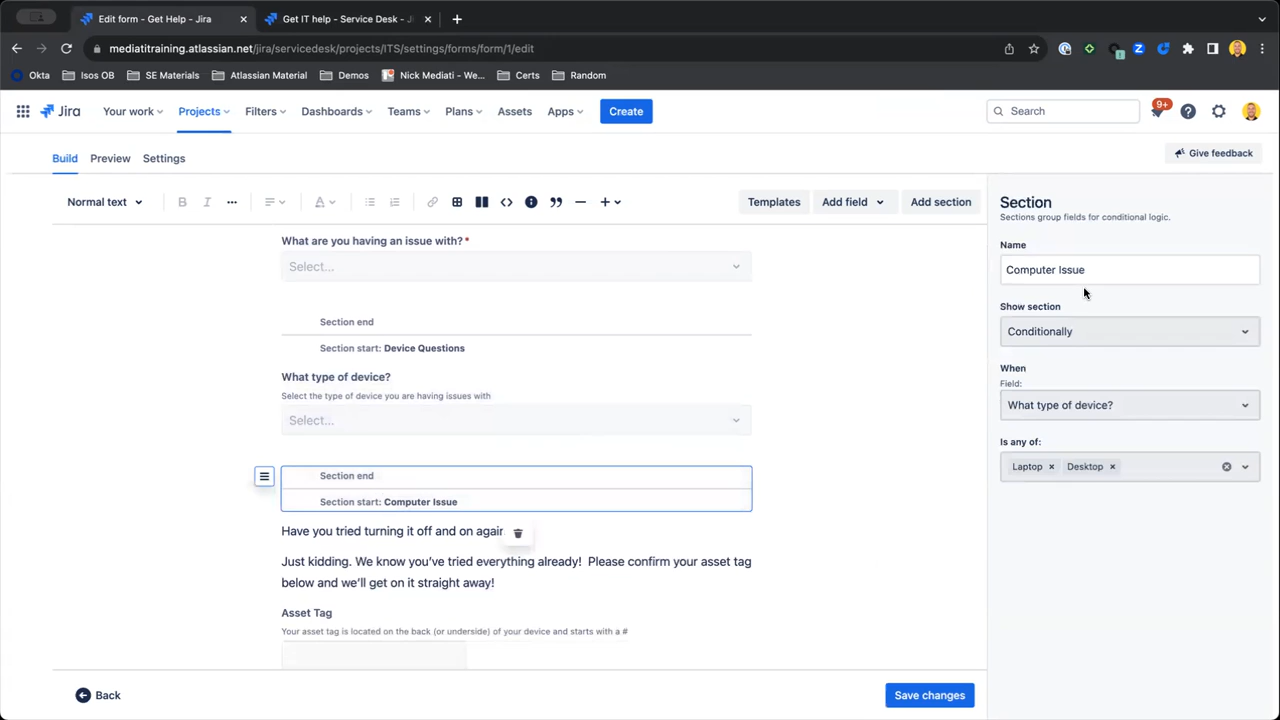 Edit form - Get Help - Jira
Get IT help - Service Desk - Ji
mediatitraining.atlassian.net/jira/servicedesk/projects/ITS/settings/forms/form/1/edit
Okta Isos OB SE Materials Atlassian Material Demos Nick Mediati - We... Certs Random
Jira Your work Projects Filters Dashboards Teams Plans Assets Apps Create Search 9+
Build Preview Settings Give feedback
Normal text B I ... A Templates Add field Add section
What are you having an issue with?*
Select...
Section end
Section start: Device Questions
What type of device?
Select the type of device you are having issues with
Select...
Section end
Section start: Computer Issue
Have you tried turning it off and on again
Just kidding. We know you've tried everything already! Please confirm your asset tag
below and we'll get on it straight away!
Asset Tag
Your asset tag is located on the back (or underside) of your device and starts with a #
Section
Sections group fields for conditional logic.
Name
Computer Issue
Show section
Conditionally
When
Field:
What type of device?
Is any of:
Laptop Desktop
Back Save changes